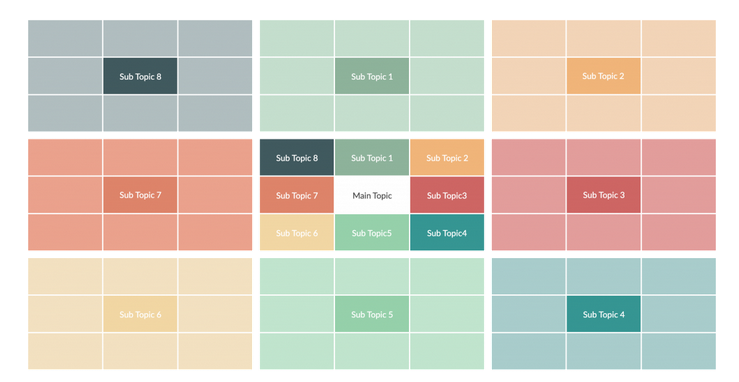 Sub Topic 8
Sub Topic 1
Sub Topic 2
Sub Topic 8
Sub Topic 1
Sub Topic 2
Sub Topic 7
Sub Topic 7
Main Topic
Sub Topic3
Sub Topic 3
Sub Topic 6
Sub Topic5
Sub Topic4
Sub Topic 6
Sub Topic 5
Sub Topic 4